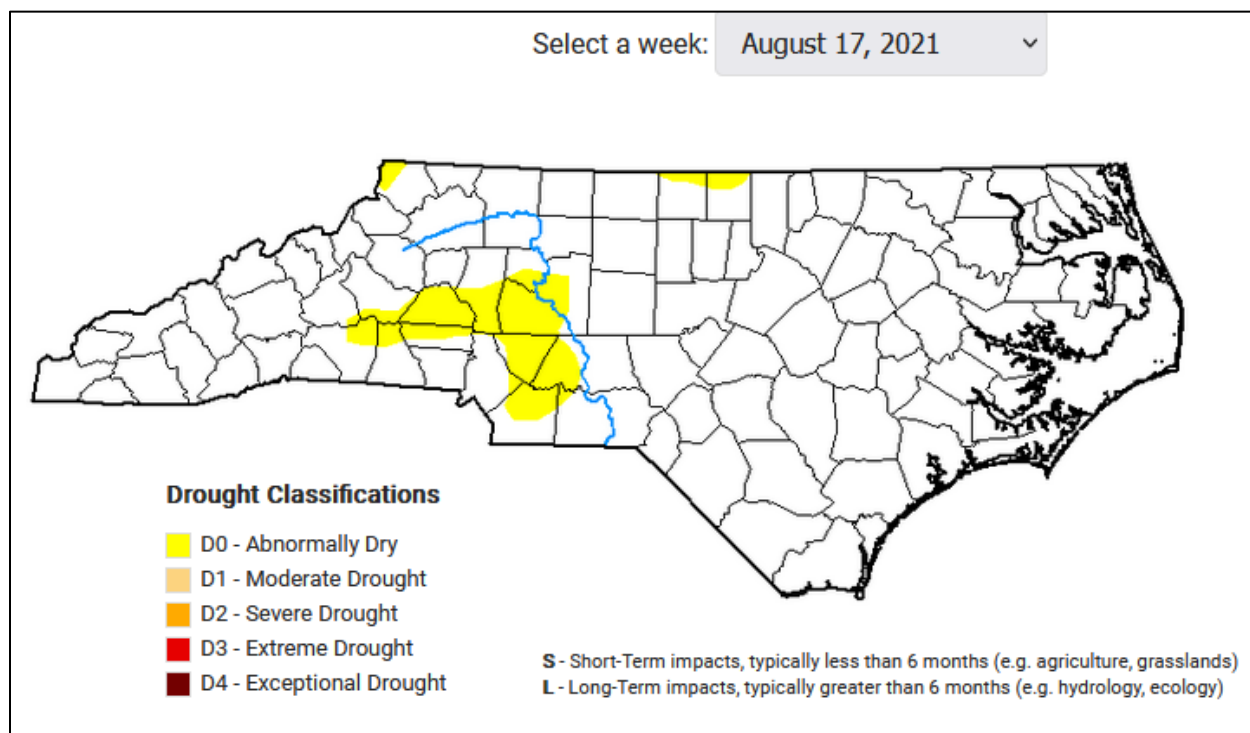 Select a week: August 17, 2021
Drought Classifications
D0 - Abnormally Dry
D1 - Moderate Drought
D2 - Severe Drought
D3 - Extreme Drought
D4 - Exceptional Drought
S - Short-Term impacts, typically less than 6 months (e.g. agriculture, grasslands)
L - Long-Term impacts, typically greater than 6 months (e.g. hydrology, ecology)